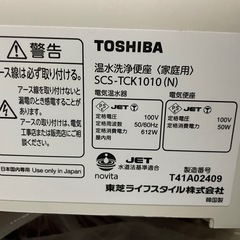 ⚠注意
アース線は必ず取り付ける。
アース線を取り付けないと
漏電のときに感電することが
あります。
アースの取り付けは電気
工事店または販売店に
ご相談ください。
日本国内専用 Use only in Japan
TOSHIBA
温水洗浄便座〈家庭用〉
SCS-TCK1010(N)
電気温水器
JET
定格電圧 100V
定格周波数 50/60Hz
定格消費電力 612W
電気便座
JET
定格電圧 100V
定格消費電力 50W
novita
JET
水道法基準適合
製造番号
T41A02409
東芝ライフスタイル株式会社
韓国製